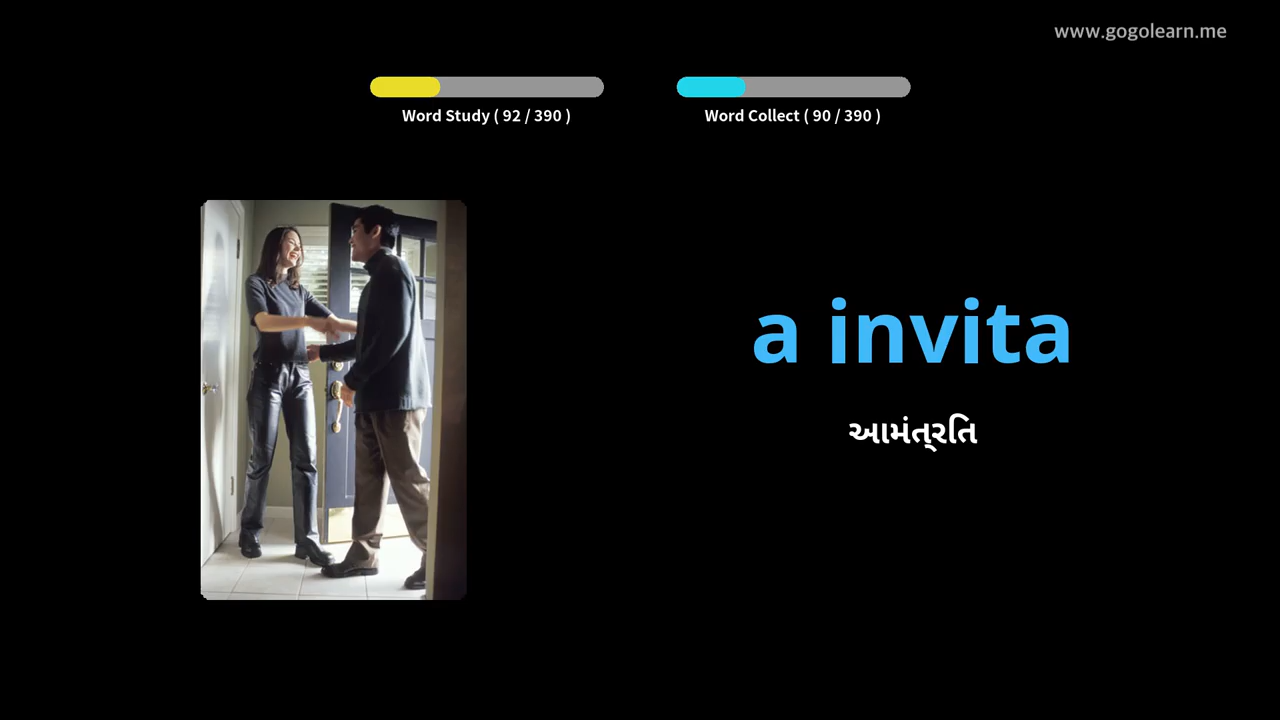 www.gogolearn.me
Word Study ( 92 / 390 )
Word Collect ( 90 / 390 )
a invita
આમંત્રતિ